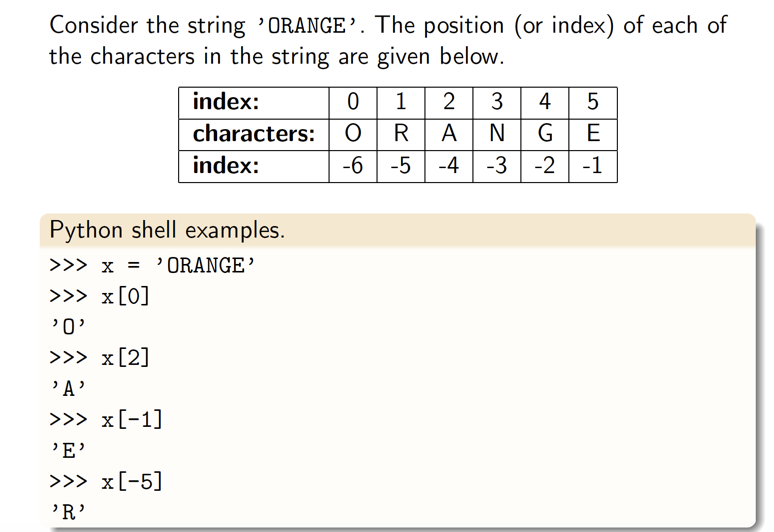 Consider the string ’ORANGE’. The position (or index) of each of
the characters in the string are given below.
index: 0 1 2 3 4 5
characters: O R A N G E
index: -6 -5 -4 -3 -2 -1
Python shell examples.
>>> x = ’ORANGE’
>>> x[0]
’O’
>>> x[2]
’A’
>>> x[-1]
’E’
>>> x[-5]
’R’